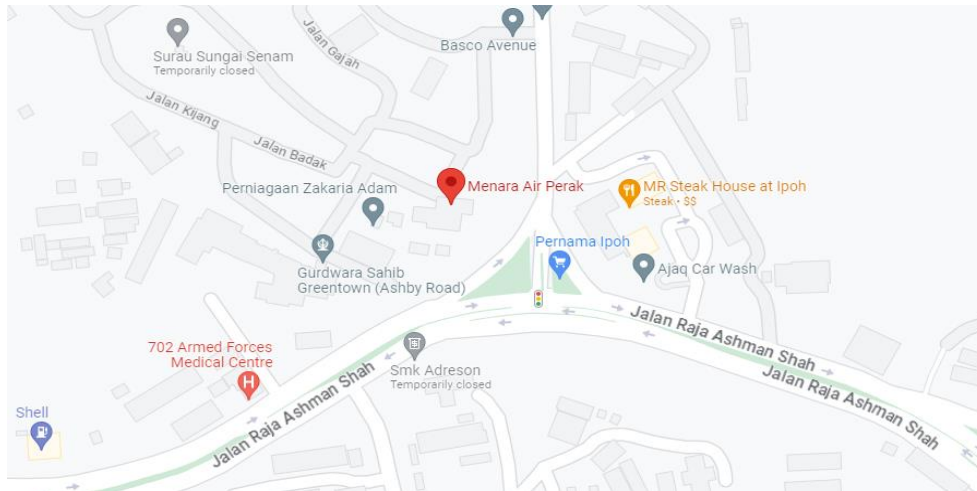 Basco Avenue
Jalan Gajah
Surau Sungai Senam
Temporarily closed
Jalan Kijang
Jalan Badak
Perniagaan Zakaria Adam
Menara Air Perak
MR Steak House at Ipoh
Steak • $$
Pernama Ipoh
Gurdwara Sahib
Greentown (Ashby Road)
Ajaq Car Wash
Jalan Raja Ashman Shah
702 Armed Forces
Medical Centre
H
Smk Adreson
Temporarily closed
Jalan Raja Ashman Shah
Jalan Raja Ashman Shah
Shell